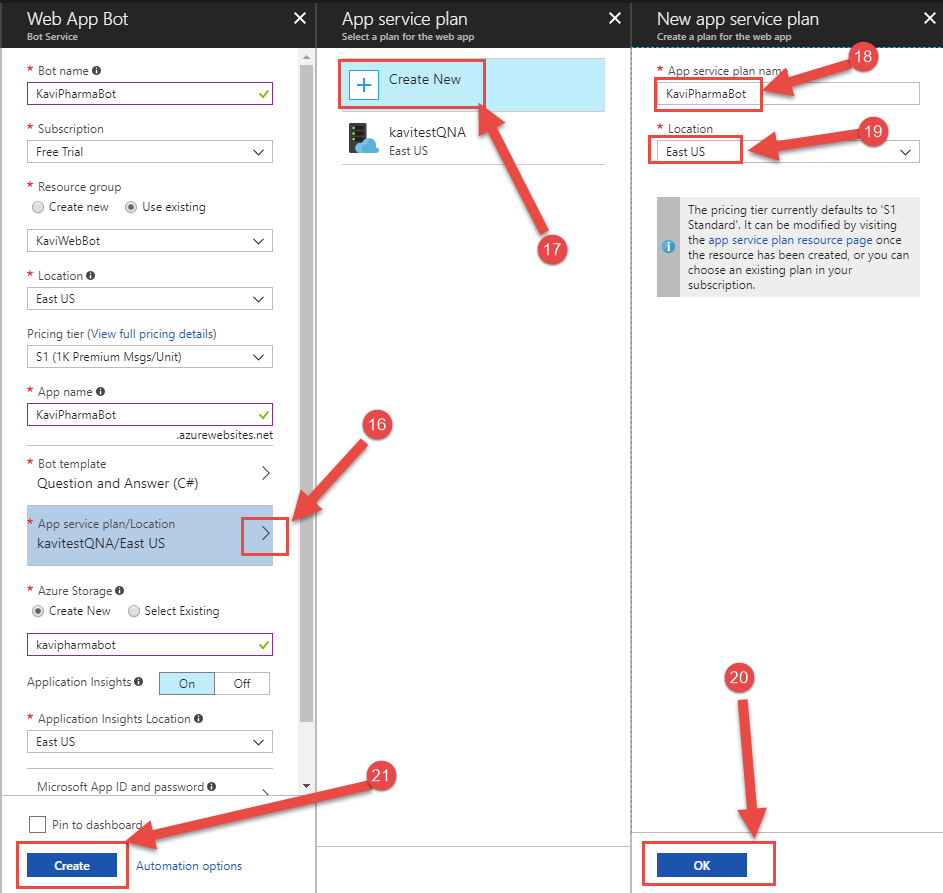 Web App Bot
Bot Service
* Bot name
KaviPharmaBot
* Subscription
Free Trial
* Resource group
Create new Use existing
KaviWebBot
* Location
East US
Pricing tier (View full pricing details)
S1 (1K Premium Msgs/Unit)
* App name
KaviPharmaBot
.azurewebsites.net
* Bot template
Question and Answer (C#)
* App service plan/Location
kavitestQNA/East US
* Azure Storage
Create New Select Existing
kavipharmabot
Application Insights On Off
* Application Insights Location
East US
Microsoft App ID and password
Pin to dashboard
Create Automation options
16
21
App service plan
Select a plan for the web app
Create New
kavitestQNA
East US
17
New app service plan
Create a plan for the web app
* App service plan name
KaviPharmaBot
18
* Location
East US
19
The pricing tier currently defaults to 'S1
Standard'. It can be modified by visiting
the app service plan resource page once
the resource has been created, or you can
choose an existing plan in your
subscription.
20
OK